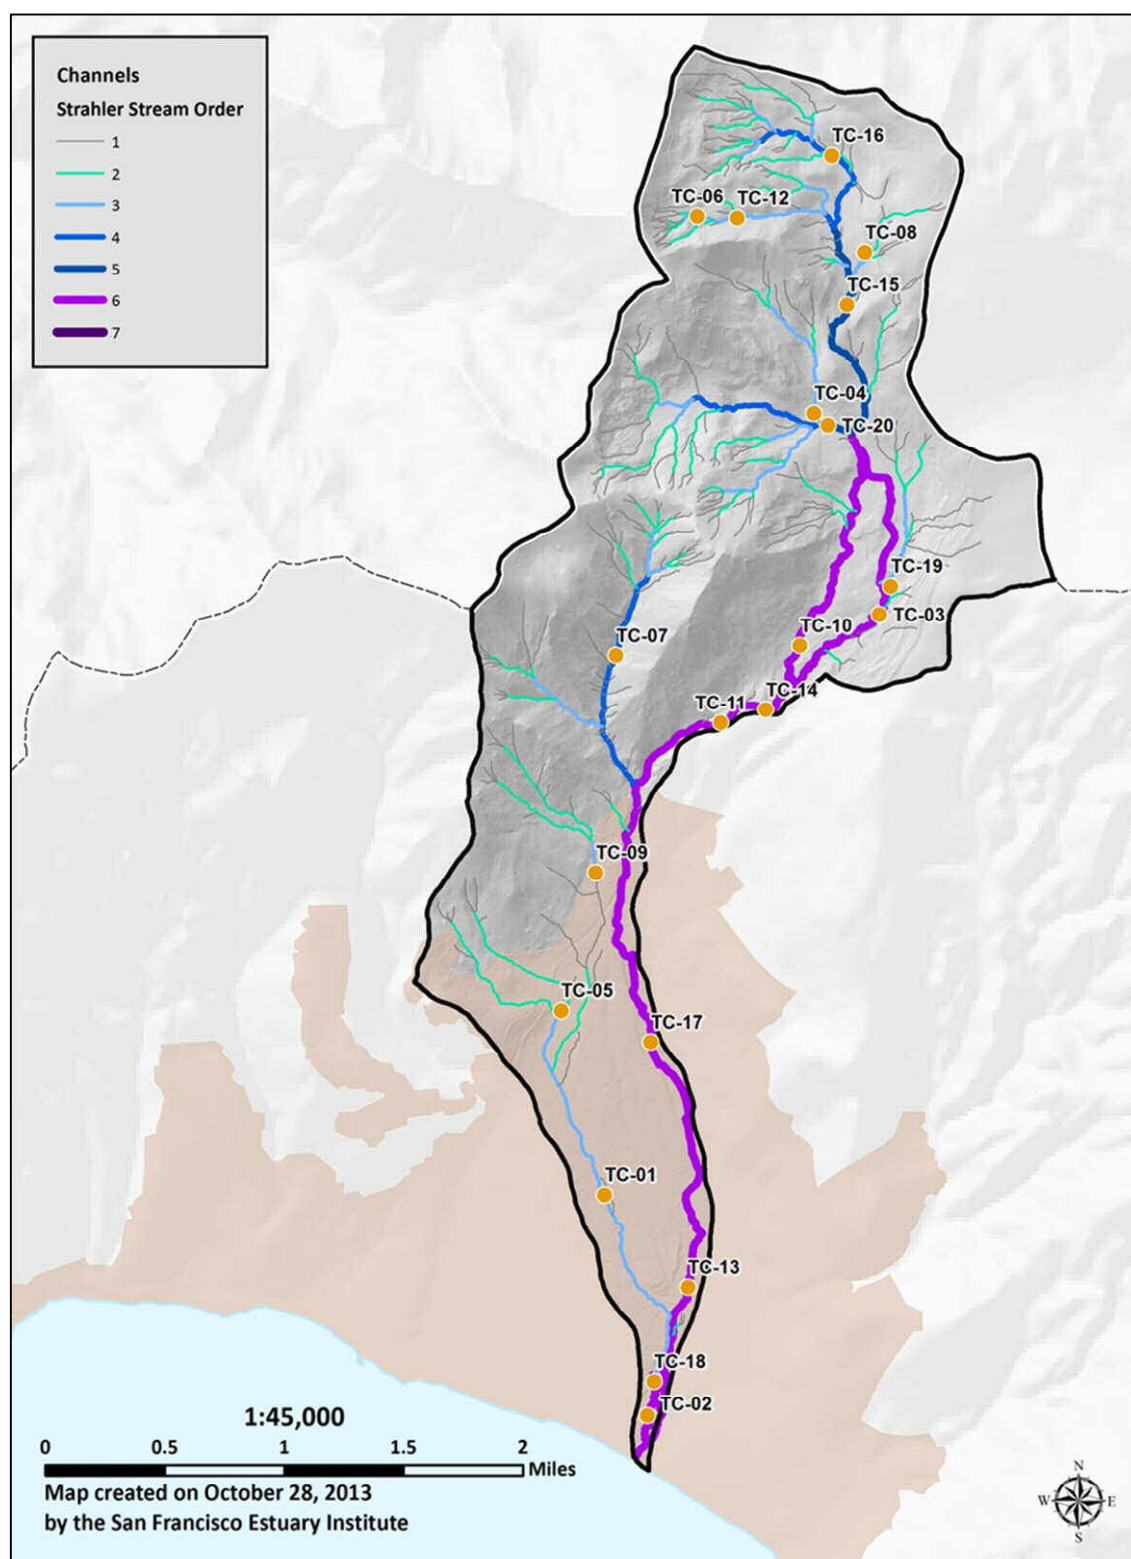 Channels
Strahler Stream Order
1
2
3
4
5
6
7
TC-16
TC-06
TC-12
TC-08
TC-15
TC-04
TC-20
TC-19
TC-03
TC-10
TC-07
TC-14
TC-11
TC-09
TC-05
TC-17
TC-01
TC-13
TC-18
TC-02
1:45,000
0 0.5 1 1.5 2
Miles
Map created on October 28, 2013
by the San Francisco Estuary Institute
N
W E
S